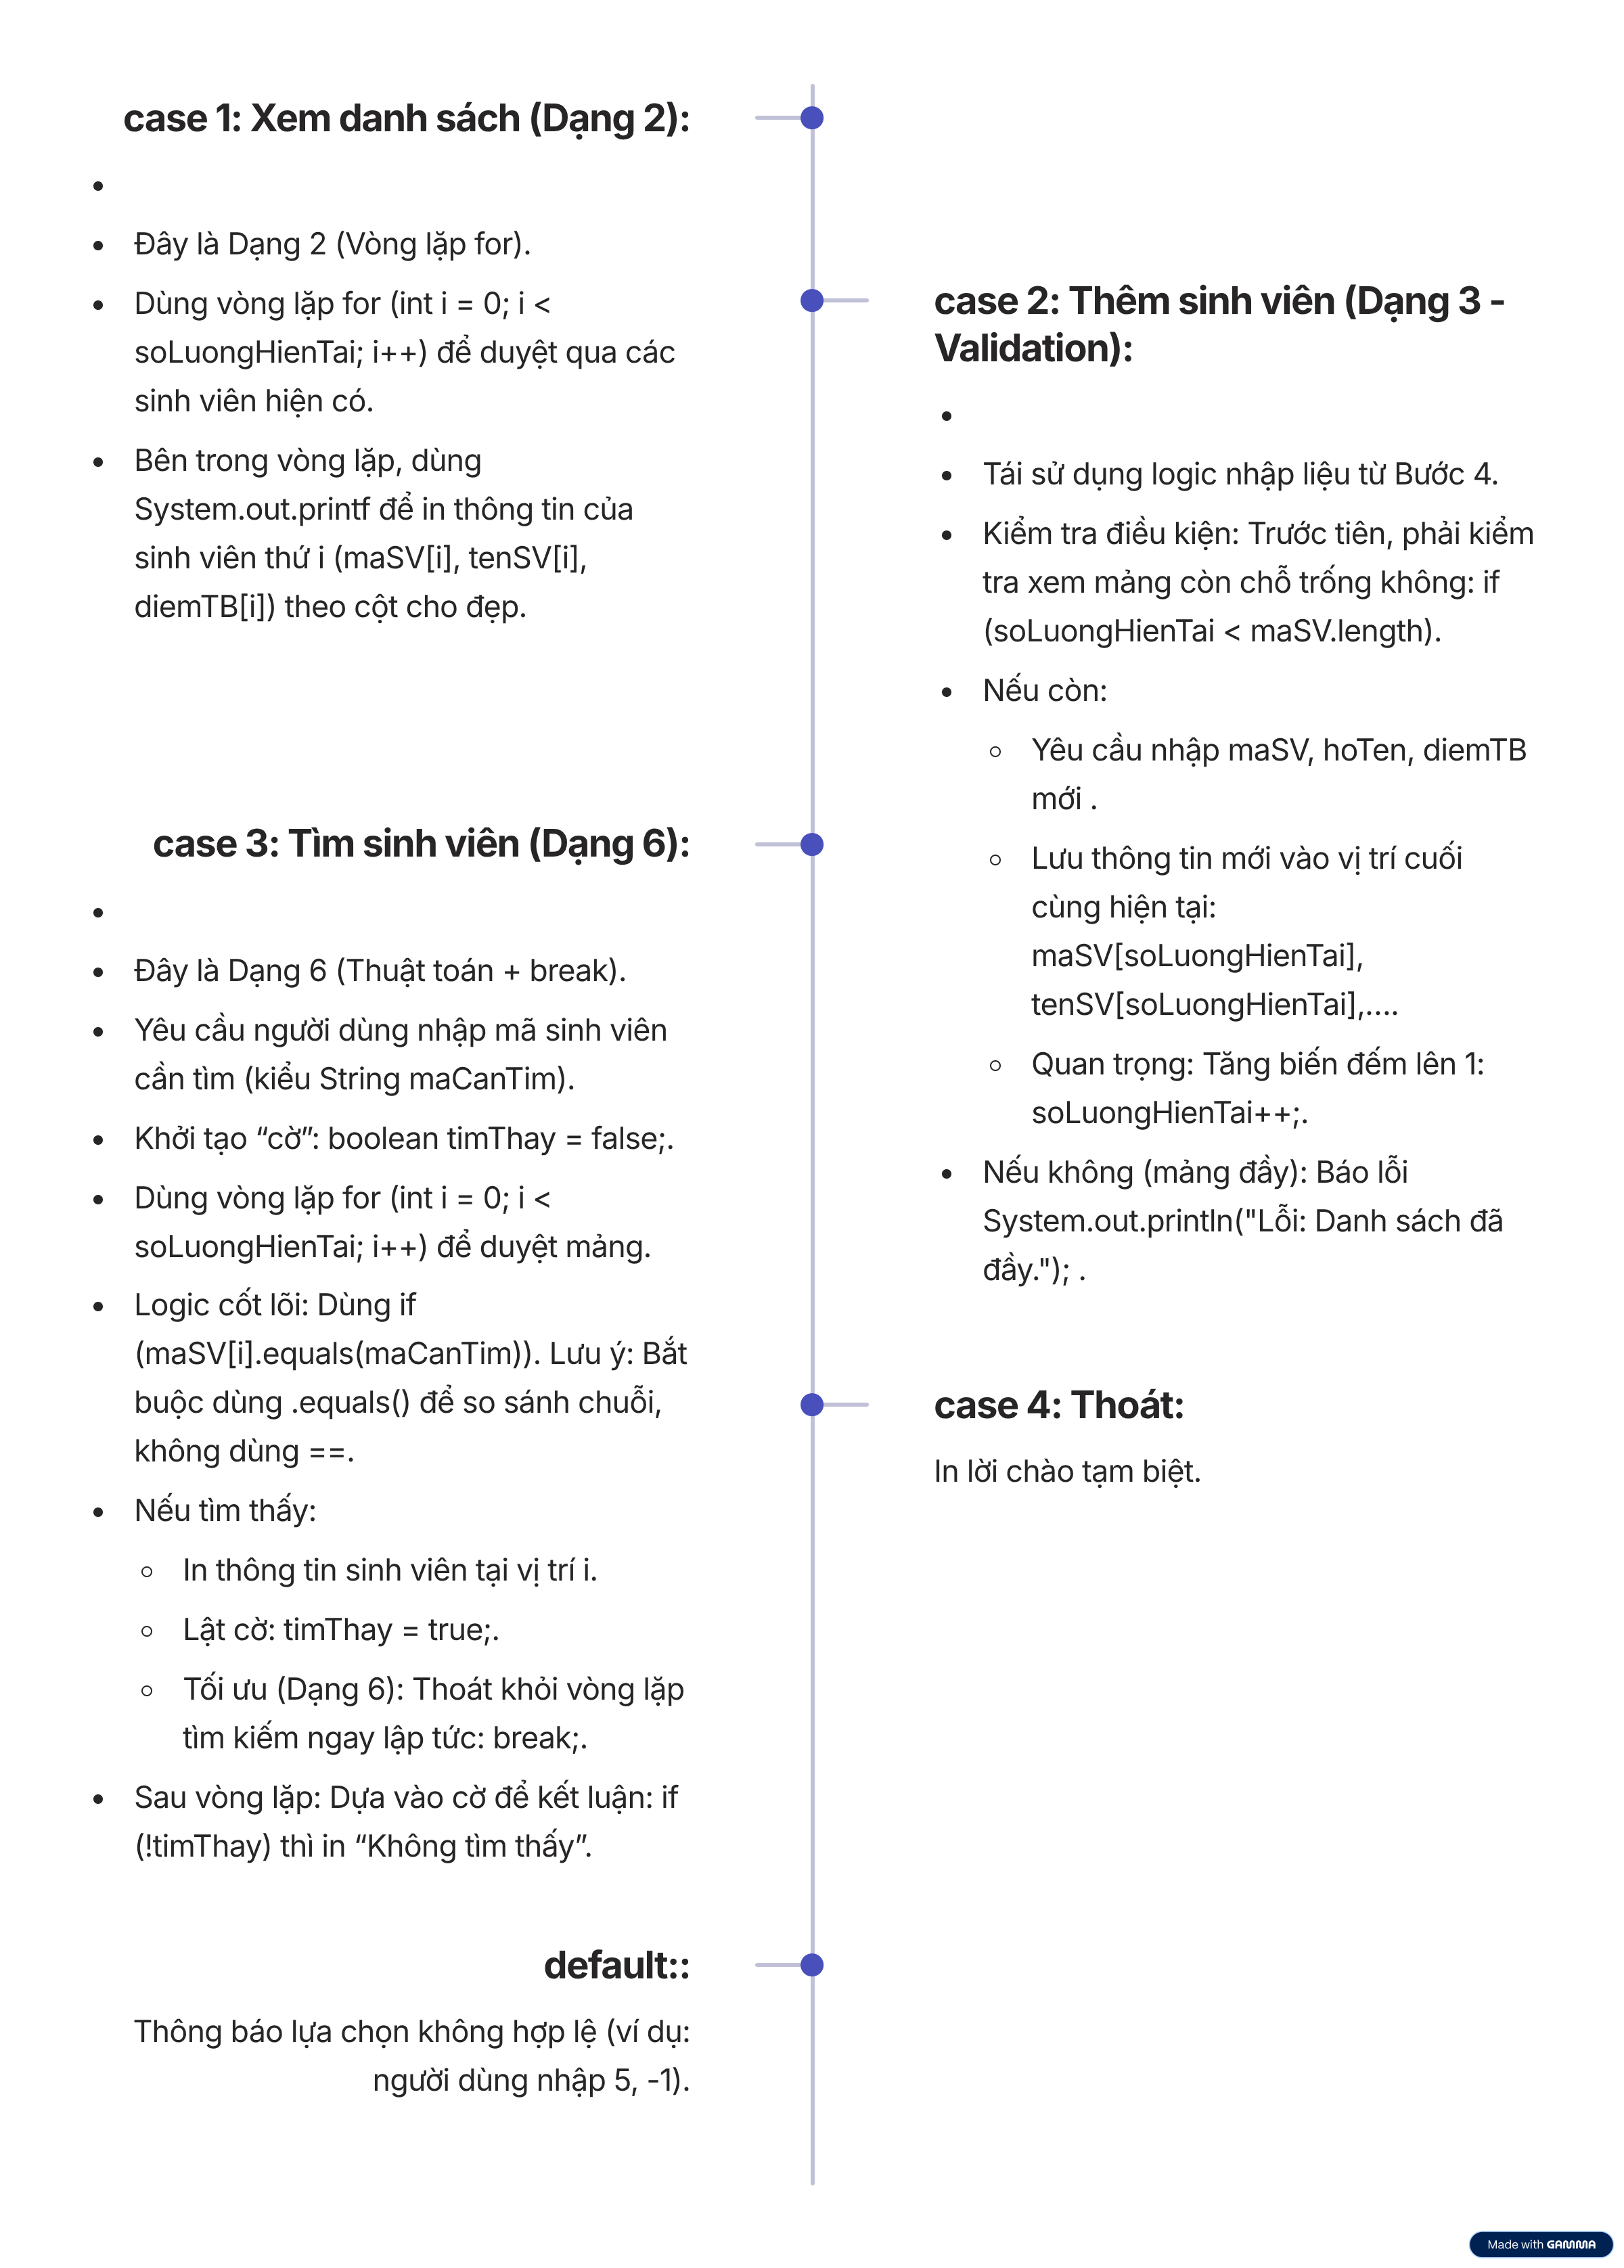 case 1: Xem danh sách (Dạng 2):
Đây là Dạng 2 (Vòng lặp for).
Dùng vòng lặp for (int i = 0; i <
soLuongHienTai; i++) để duyệt qua các
sinh viên hiện có.
Bên trong vòng lặp, dùng
System.out.printf để in thông tin của
sinh viên thứ i (maSV[i], tenSV[i],
diemTB[i]) theo cột cho đẹp.
case 2: Thêm sinh viên (Dạng 3 -
Validation):
Tái sử dụng logic nhập liệu từ Bước 4.
Kiểm tra điều kiện: Trước tiên, phải kiểm
tra xem mảng còn chỗ trống không: if
(soLuongHienTai < maSV.length).
Nếu còn:
Yêu cầu nhập maSV, hoTen, diemTB
mới .
Lưu thông tin mới vào vị trí cuối
cùng hiện tại:
maSV[soLuongHienTai],
tenSV[soLuongHienTai],....
Quan trọng: Tăng biến đếm lên 1:
soLuongHienTai++;.
Nếu không (mảng đầy): Báo lỗi
System.out.println("Lỗi: Danh sách đã
đầy."); .
case 3: Tìm sinh viên (Dạng 6):
Đây là Dạng 6 (Thuật toán + break).
Yêu cầu người dùng nhập mã sinh viên
cần tìm (kiểu String maCanTim).
Khởi tạo “cờ”: boolean timThay = false;.
Dùng vòng lặp for (int i = 0; i <
soLuongHienTai; i++) để duyệt mảng.
Logic cốt lõi: Dùng if
(maSV[i].equals(maCanTim)). Lưu ý: Bắt
buộc dùng .equals() để so sánh chuỗi,
không dùng ==.
Nếu tìm thấy:
In thông tin sinh viên tại vị trí i.
Lật cờ: timThay = true;.
Tối ưu (Dạng 6): Thoát khỏi vòng lặp
tìm kiếm ngay lập tức: break;.
Sau vòng lặp: Dựa vào cờ để kết luận: if
(!timThay) thì in “Không tìm thấy”.
case 4: Thoát:
In lời chào tạm biệt.
default::
Thông báo lựa chọn không hợp lệ (ví dụ:
người dùng nhập 5, -1).
Made with GAMMA